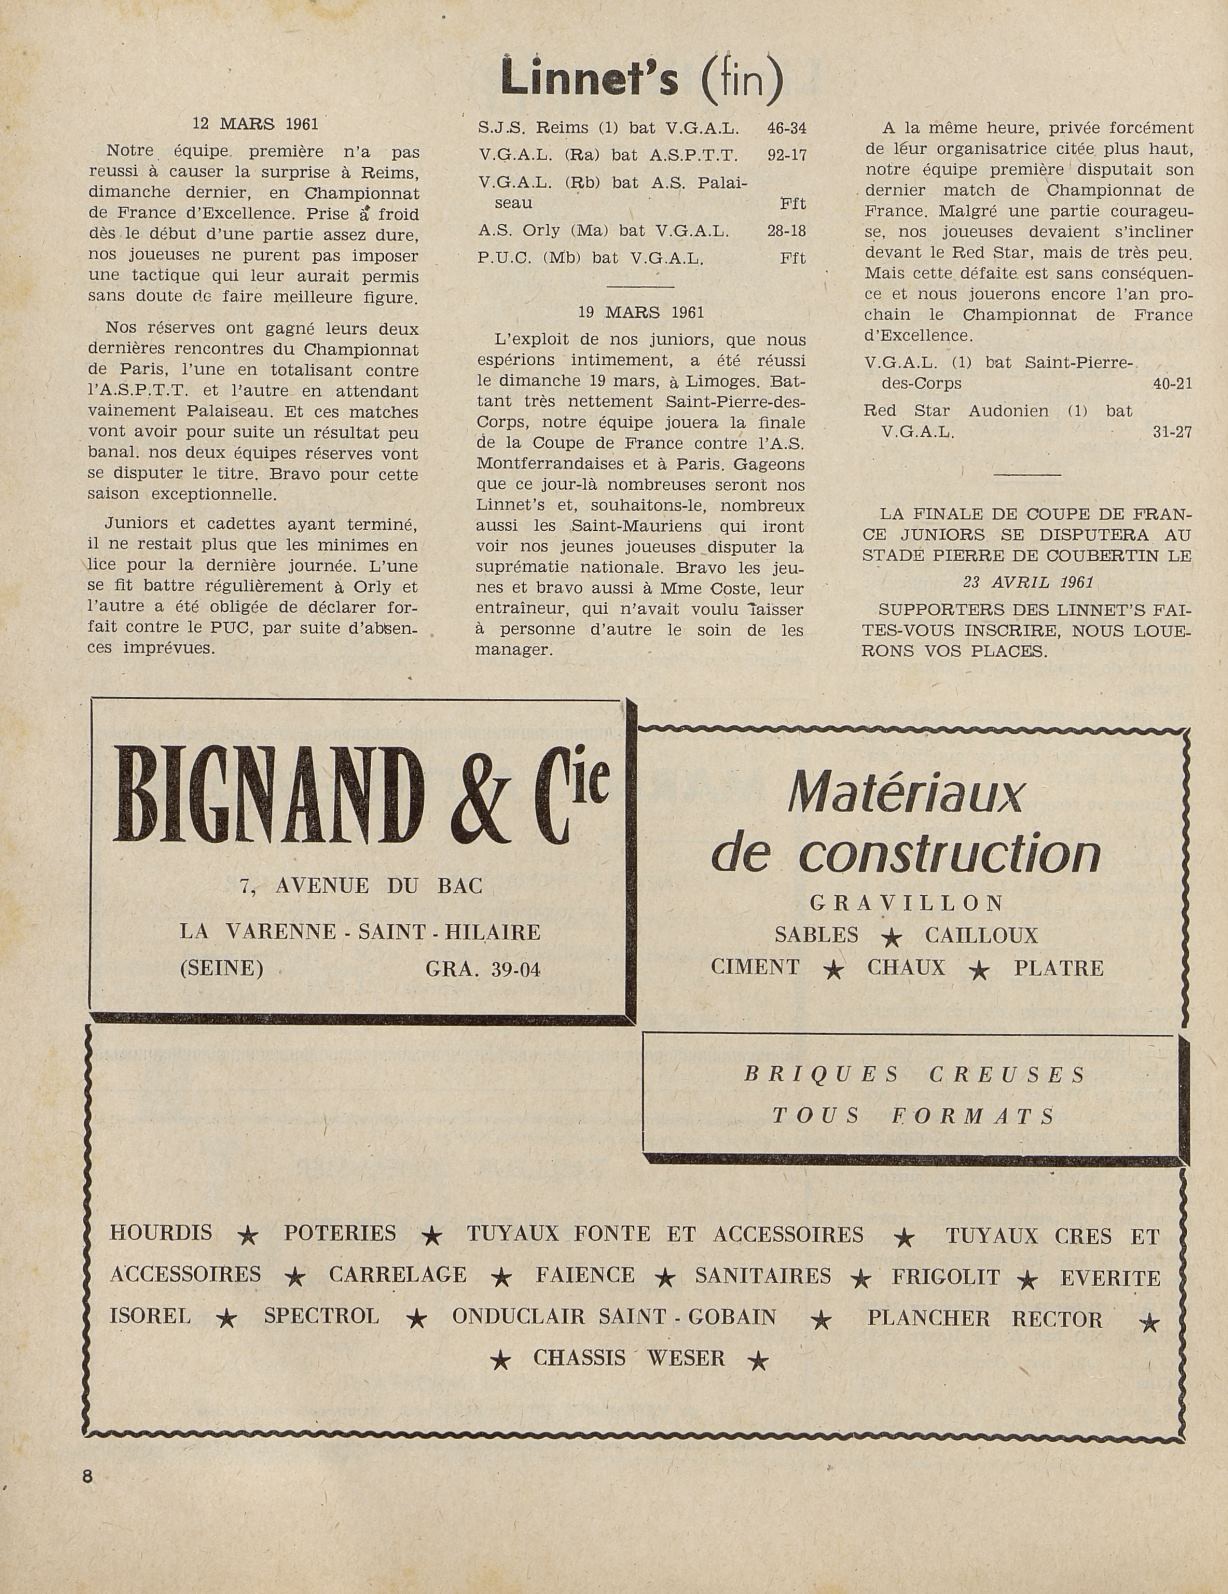 Linnet's (fin)
12 MARS 1961
Notre équipe première n'a pas
reussi à causer la surprise à Reims,
dimanche dernier, en Championnat
de France d'Excellence. Prise à froid
dès le début d'une partie assez dure,
nos joueuses ne purent pas imposer
une tactique qui leur aurait permis
sans doute de faire meilleure figure.
Nos réserves ont gagné leurs deux
dernières rencontres du Championnat
de Paris, l'une en totalisant contre
l'A.S.P.T.T. et l'autre en attendant
vainement Palaiseau. Et ces matches
vont avoir pour suite un résultat peu
banal. nos deux équipes réserves vont
se disputer le titre. Bravo pour cette
saison exceptionnelle.
Juniors et cadettes ayant terminé,
il ne restait plus que les minimes en
lice pour la dernière journée. L'une
se fit battre régulièrement à Orly et
l'autre a été obligée de déclarer for-
fait contre le PUC, par suite d'absen-
ces imprévues.
S.J.S. Reims (1) bat V.G.A.L. 46-34
V.G.A.L. (Ra) bat A.S.P.T.T. 92-17
V.G.A.L. (Rb) bat A.S. Palai-
seau Fft
A.S. Orly (Ma) bat V.G.A.L. 28-18
P.U.C. (Mb) bat V.G.A.L. Fft
19 MARS 1961
L'exploit de nos juniors, que nous
espérions intimement, a été réussi
le dimanche 19 mars, à Limoges. Bat-
tant très nettement Saint-Pierre-des-
Corps, notre équipe jouera la finale
de la Coupe de France contre l'A.S.
Montferrandaises et à Paris. Gageons
que ce jour-là nombreuses seront nos
Linnet's et, souhaitons-le, nombreux
aussi les Saint-Mauriens qui iront
voir nos jeunes joueuses disputer la
suprématie nationale. Bravo les jeu-
nes et bravo aussi à Mme Coste, leur
entraîneur, qui n'avait voulu laisser
à personne d'autre le soin de les
manager.
A la même heure, privée forcément
de leur organisatrice citée plus haut,
notre équipe première disputait son
dernier match de Championnat de
France. Malgré une partie courageu-
se, nos joueuses devaient s'incliner
devant le Red Star, mais de très peu.
Mais cette défaite est sans conséquen-
ce et nous jouerons encore l'an pro-
chain le Championnat de France
d'Excellence.
V.G.A.L. (1) bat Saint-Pierre-
des-Corps 40-21
Red Star Audonien (1) bat
V.G.A.L. 31-27
LA FINALE DE COUPE DE FRAN-
CE JUNIORS SE DISPUTERA AU
STADE PIERRE DE COUBERTIN LE
23 AVRIL 1961
SUPPORTERS DES LINNET'S FAI-
TES-VOUS INSCRIRE, NOUS LOUE-
RONS VOS PLACES.
BIGNAND & Cie
7, AVENUE DU BAC
LA VARENNE - SAINT - HILAIRE
(SEINE) GRA. 39-04
Matériaux
de construction
GRAVILLON
SABLES ★ CAILLOUX
CIMENT ★ CHAUX ★ PLATRE
BRIQUES CREUSES
TOUS FORMATS
HOURDIS ★ POTERIES ★ TUYAUX FONTE ET ACCESSOIRES ★ TUYAUX CRES ET
ACCESSOIRES ★ CARRELAGE ★ FAIENCE ★ SANITAIRES ★ FRIGOLIT ★ EVERITE
ISOREL ★ SPECTROL ★ ONDUCLAIR SAINT - GOBAIN ★ PLANCHER RECTOR ★
★ CHASSIS WESER ★
8